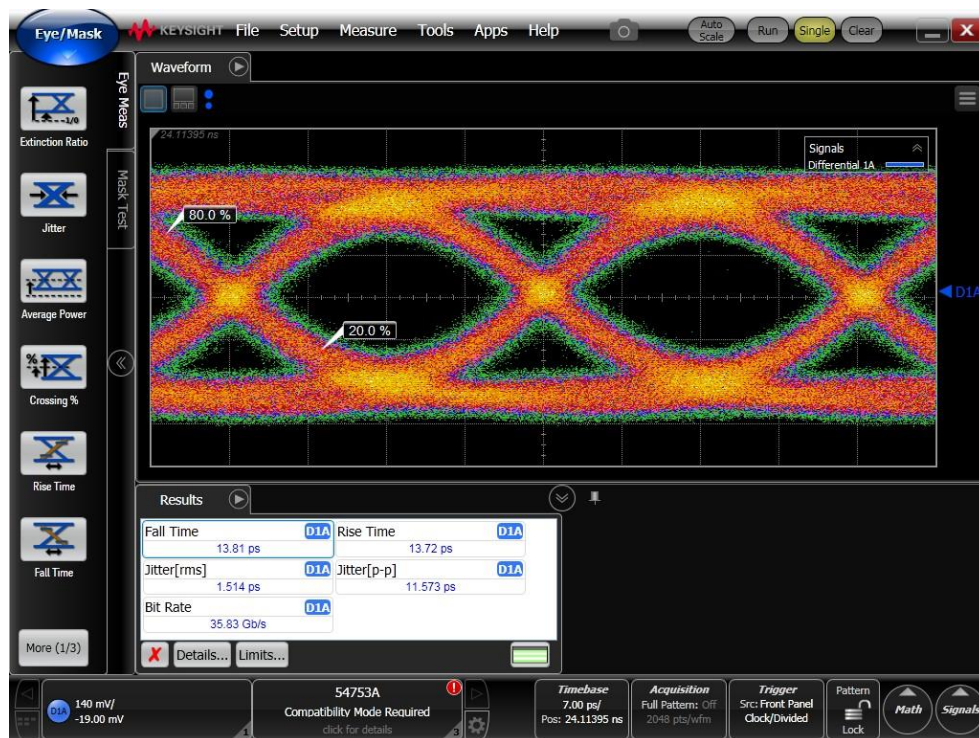 Eye/Mask
KEYSIGHT File Setup Measure Tools Apps Help
Auto Scale
Run
Single
Clear
Eye Meas
Mask Test
Extinction Ratio
Jitter
Average Power
Crossing %
Rise Time
Fall Time
More (1/3)
Waveform
24.11395 ns
Signals
Differential 1A
80.0 %
20.0 %
D1A
Results
Fall Time D1A Rise Time D1A
13.81 ps 13.72 ps
Jitter[rms] D1A Jitter[p-p] D1A
1.514 ps 11.573 ps
Bit Rate D1A
35.83 Gb/s
Details... Limits...
D1A
140 mV/
-19.00 mV
1
54753A
Compatibility Mode Required
click for details
3
Timebase
7.00 ps/
Pos: 24.11395 ns
Acquisition
Full Pattern: Off
2048 pts/wfm
Trigger
Src: Front Panel
Clock/Divided
Pattern
Lock
Math
Signals